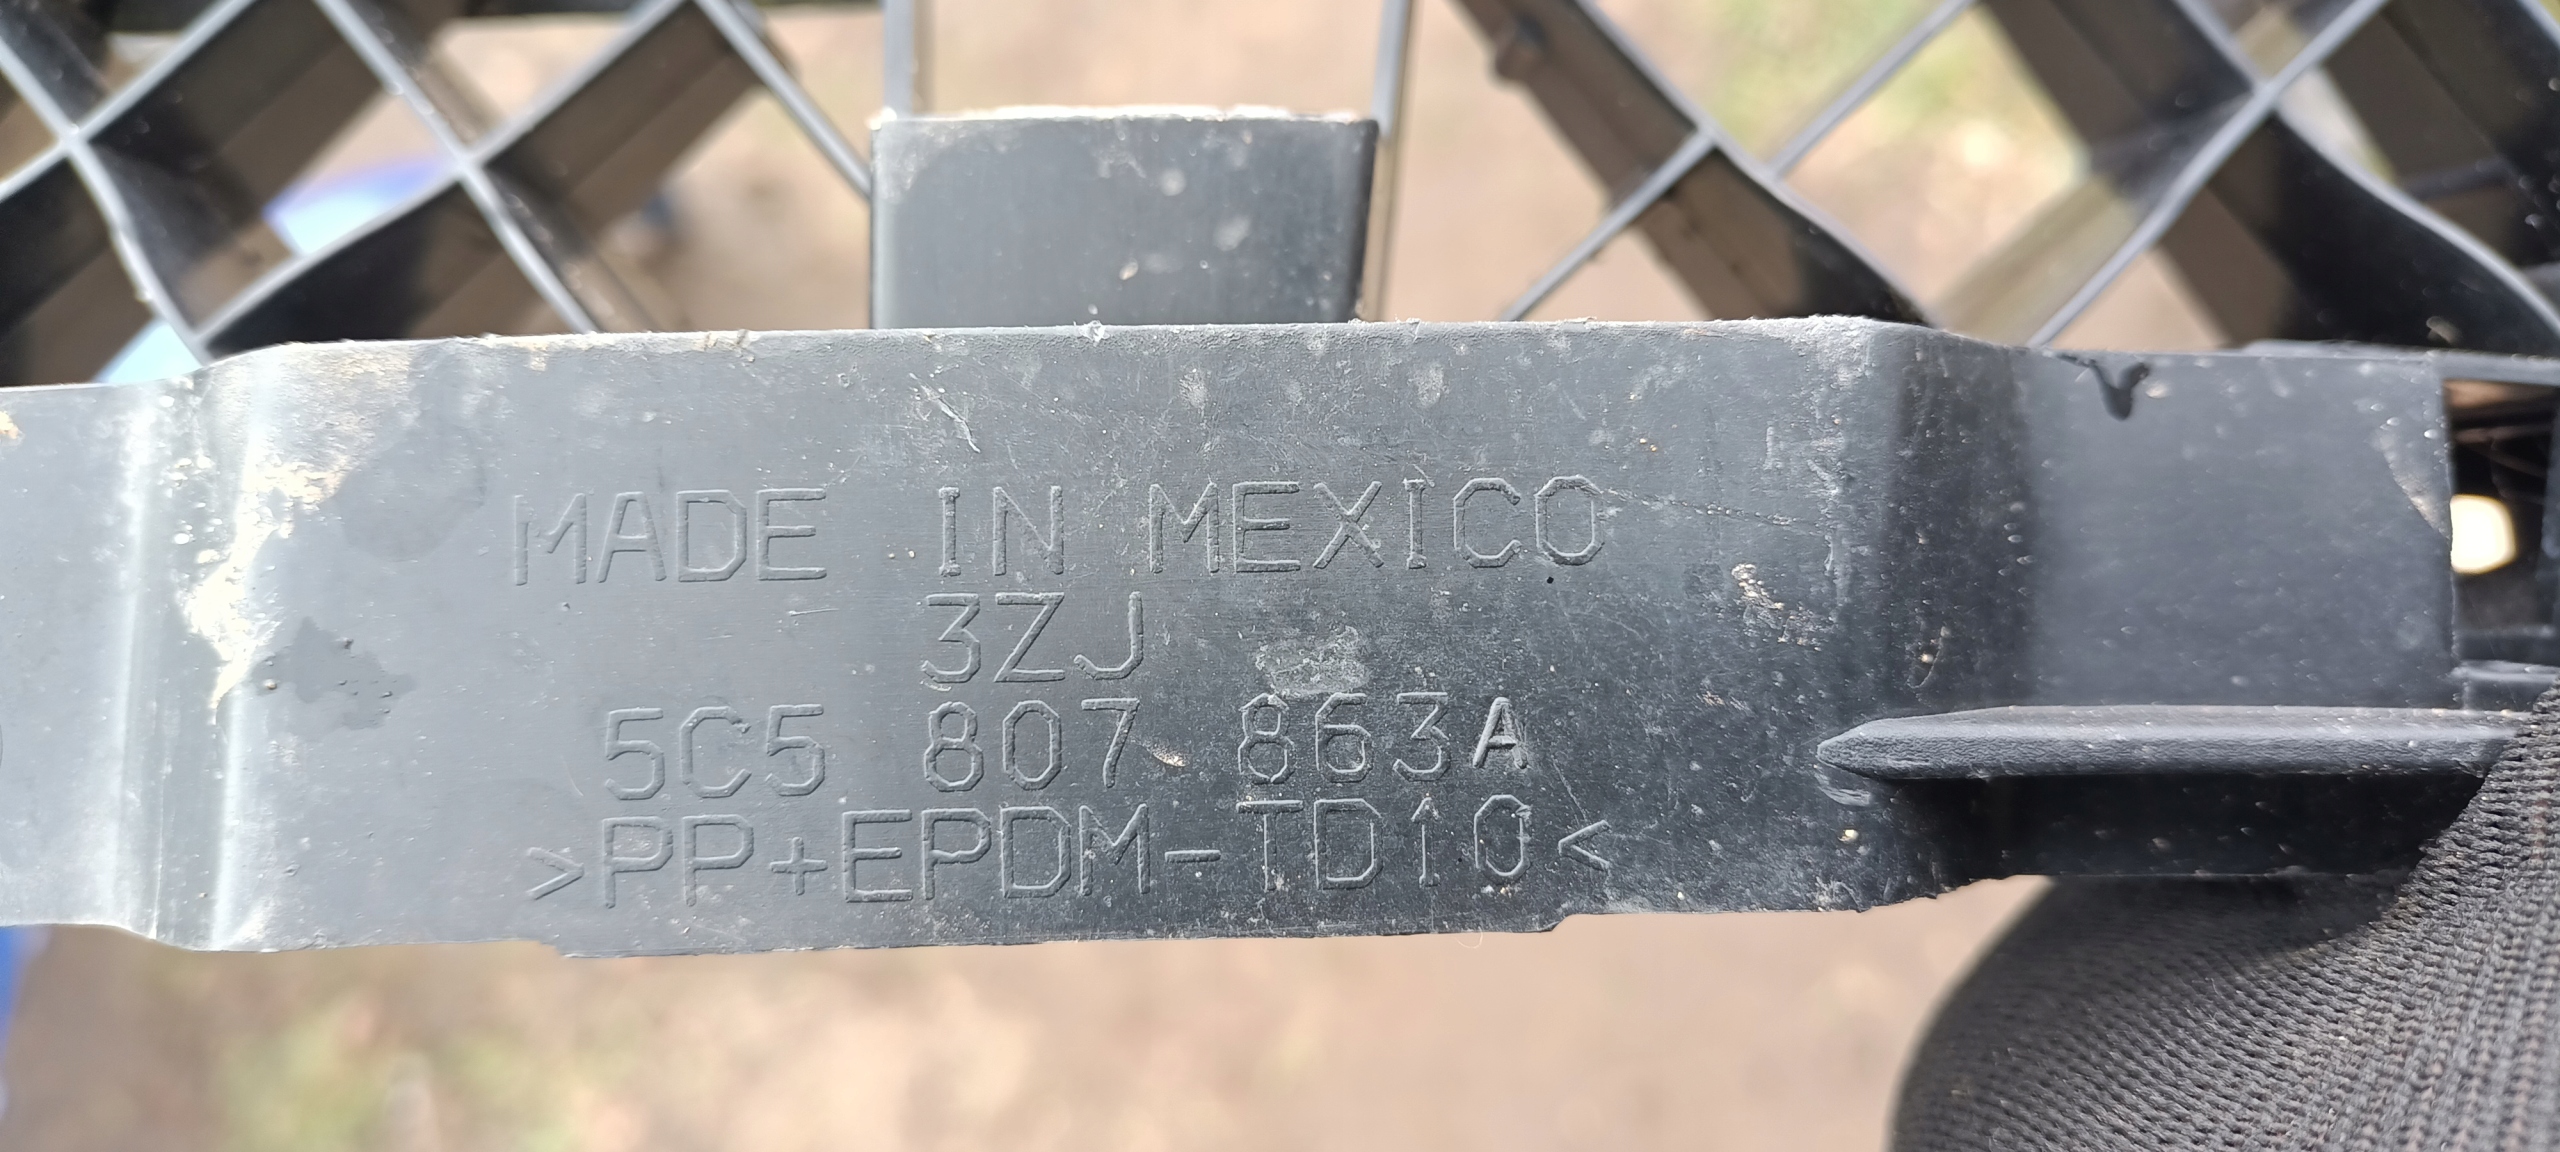 MADE IN MEXICO
3ZJ
5C5 807 863A
>PP+EPDM-TD10<